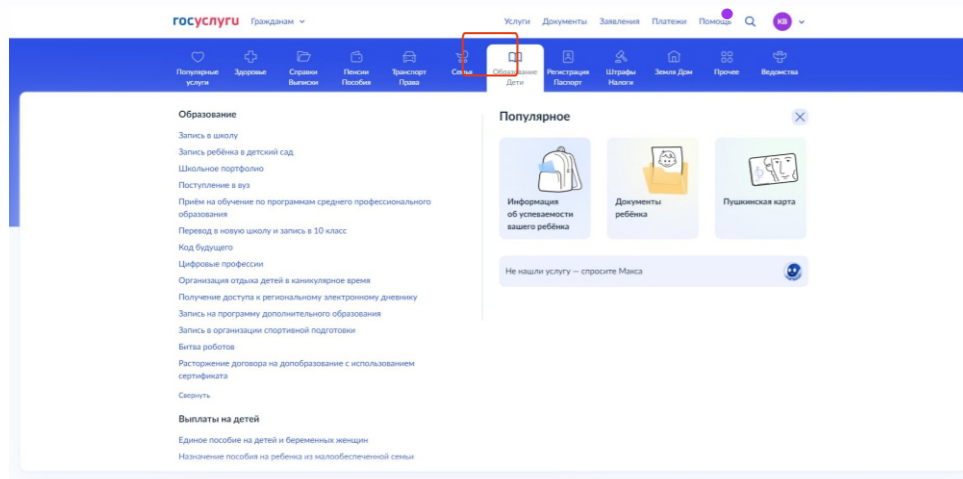 госуслуги Гражданам
Услуги Документы Заявления Платежи Помощь КВ
Популярные услуги
Здоровье
Справки Выписки
Пенсии Пособия
Транспорт Права
Семья
Образование Дети
Регистрация Паспорт
Штрафы Налоги
Земля Дом
Прочее
Ведомства
Образование
Запись в школу
Запись ребёнка в детский сад
Школьное портфолио
Поступление в вуз
Приём на обучение по программам среднего профессионального
образования
Перевод в новую школу и запись в 10 класс
Код будущего
Цифровые профессии
Организация отдыха детей в каникулярное время
Получение доступа к региональному электронному дневнику
Запись на программу дополнительного образования
Запись в организации спортивной подготовки
Битва роботов
Расторжение договора на допобразование с использованием
сертификата
Свернуть
Выплаты на детей
Единое пособие на детей и беременных женщин
Назначение пособия на ребенка из малообеспеченной семьи
Популярное
Информация
об успеваемости
вашего ребёнка
Документы
ребёнка
Пушкинская карта
Не нашли услугу — спросите Макса